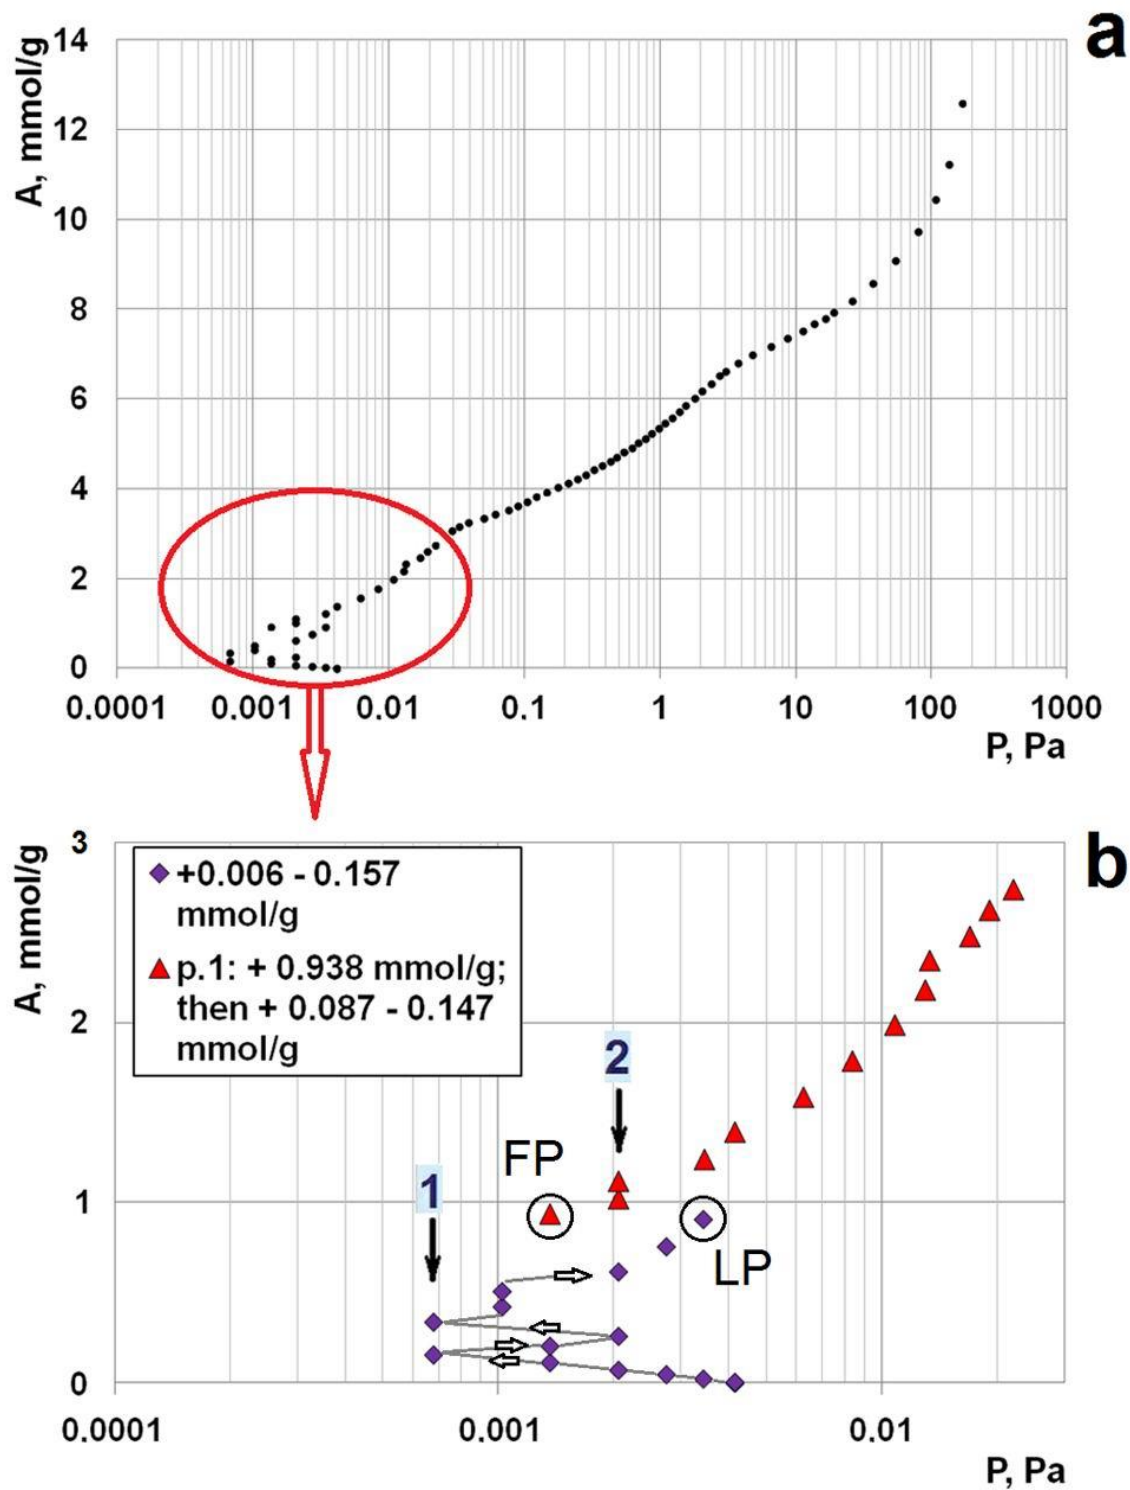 a
A, mmol/g
14
12
10
8
6
4
2
0
0.0001 0.001 0.01 0.1 1 10 100 1000
P, Pa
b
A, mmol/g
3
2
1
0
+0.006 - 0.157
mmol/g
p.1: + 0.938 mmol/g;
then + 0.087 - 0.147
mmol/g
2
FP
1
LP
0.0001 0.001 0.01
P, Pa